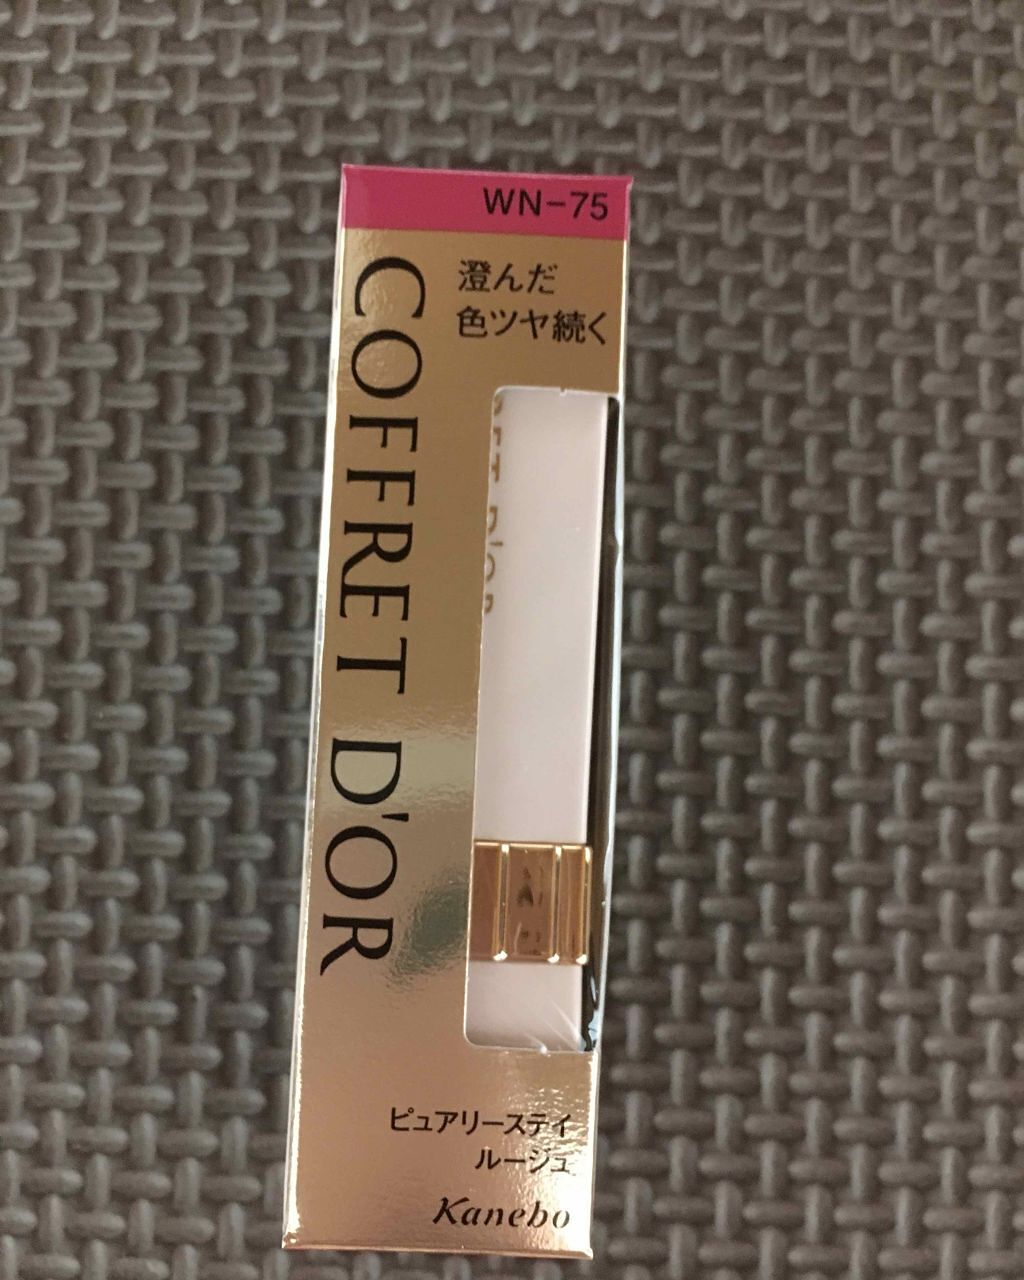 WN-75
澄んだ
色ツヤ続く
COFFRET D'OR
ピュアリーステイ
ルージュ
Kanebo